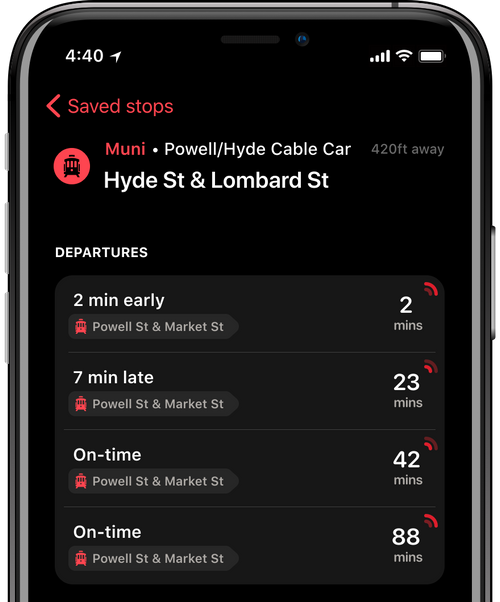 4:40
Saved stops
Muni • Powell/Hyde Cable Car 420ft away
Hyde St & Lombard St
DEPARTURES
2 min early 2 mins
Powell St & Market St
7 min late 23 mins
Powell St & Market St
On-time 42 mins
Powell St & Market St
On-time 88 mins
Powell St & Market St